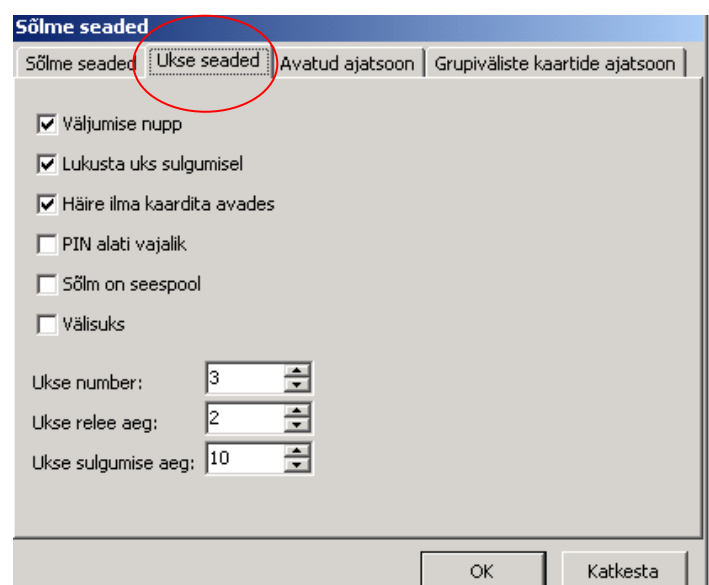 Sõlme seaded
Sõlme seaded Ukse seaded Avatud ajatsoon Grupiväliste kaartide ajatsoon
Väljumise nupp
Lukusta uks sulgumisel
Häire ilma kaardita avades
PIN alati vajalik
Sõlm on seespool
Välisuks
Ukse number: 3
Ukse relee aeg: 2
Ukse sulgumise aeg: 10
OK Katkesta